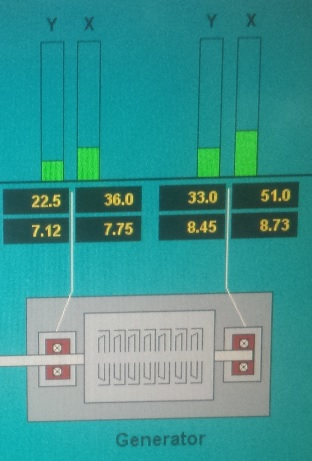 Y X Y X
22.5 36.0 33.0 51.0
7.12 7.75 8.45 8.73
Generator